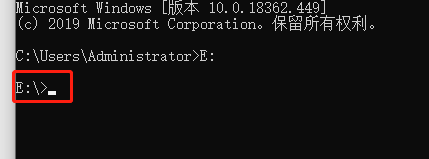 Microsoft Windows [版本 10.0.18362.449]
(c) 2019 Microsoft Corporation。保留所有权利。
C:\Users\Administrator>E:
E:\>